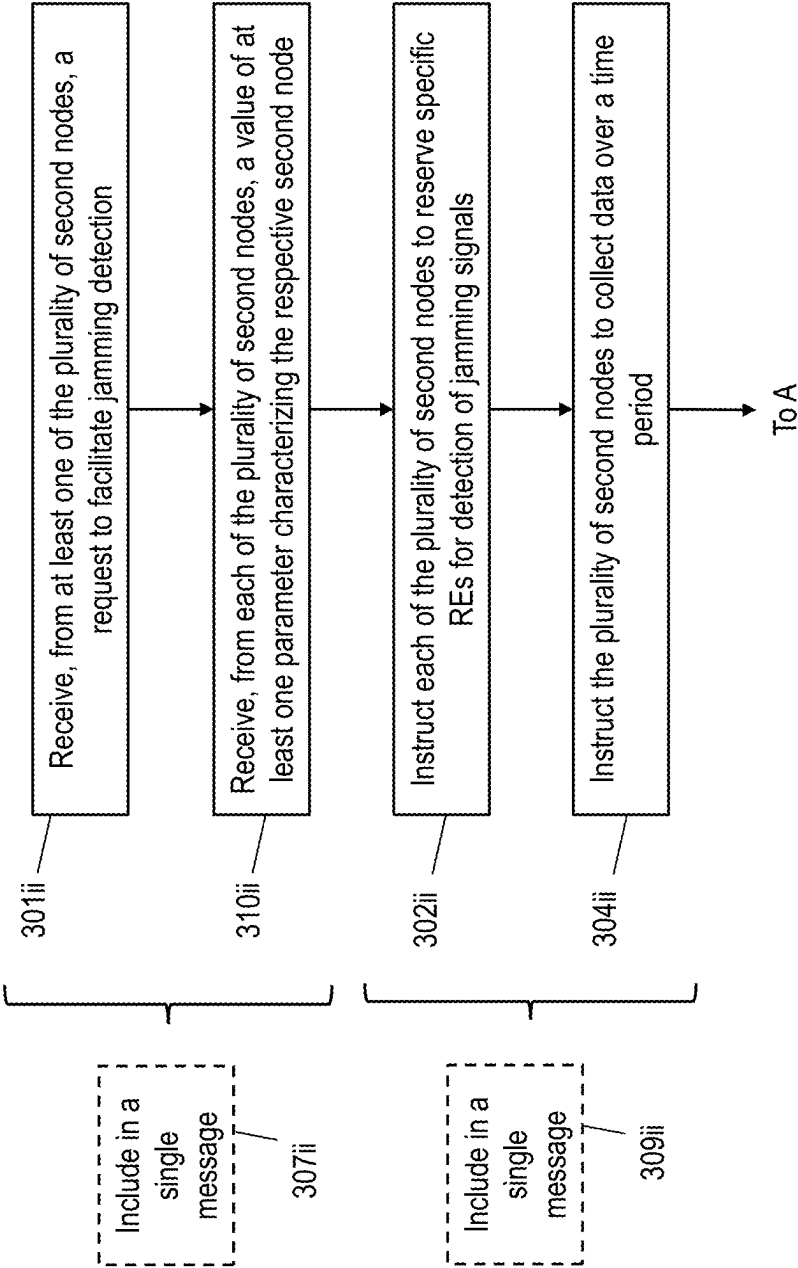 Receive, from at least one of the plurality of second nodes, a
request to facilitate jamming detection
301ii
Receive, from each of the plurality of second nodes, a value of at
least one parameter characterizing the respective second node
310ii
Include in a
single
message
307ii
Instruct each of the plurality of second nodes to reserve specific
REs for detection of jamming signals
302ii
Instruct the plurality of second nodes to collect data over a time
period
304ii
Include in a
single
message
309ii
To A